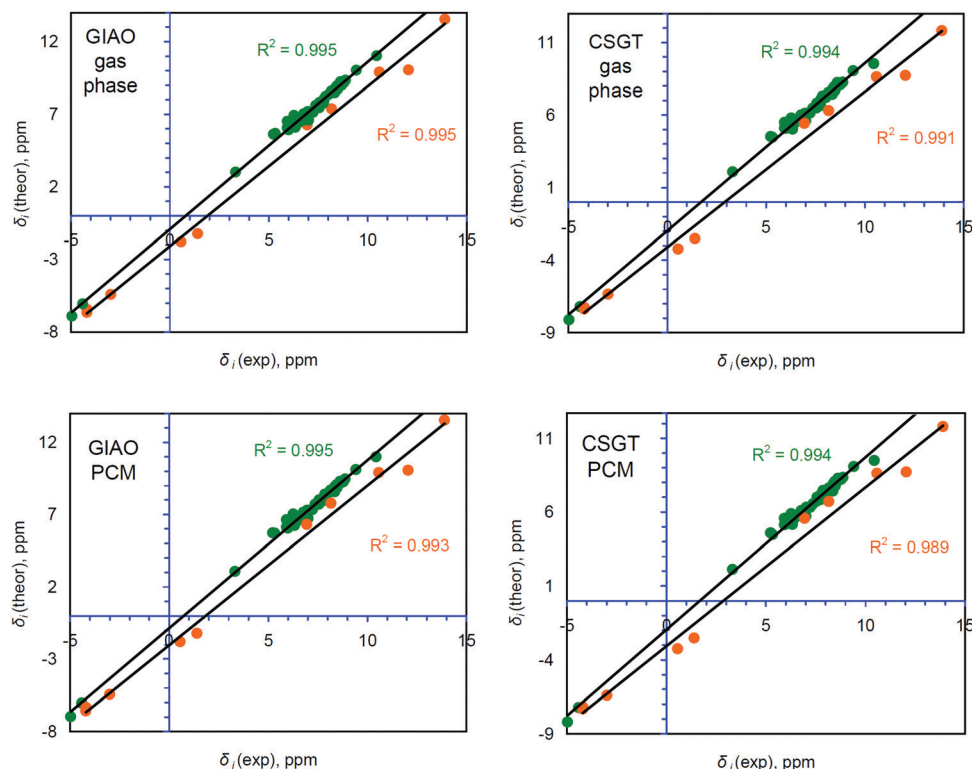 12
GIAO
gas
phase
R² = 0.995
7
R² = 0.995
2
-5
0
5
10
15
-3
-8
δᵢ(theor), ppm
δᵢ(exp), ppm
11
CSGT
gas
phase
R² = 0.994
6
R² = 0.991
1
-5
0
5
10
15
-4
-9
δᵢ(theor), ppm
δᵢ(exp), ppm
12
GIAO
PCM
R² = 0.995
7
R² = 0.993
2
-5
0
5
10
15
-3
-8
δᵢ(theor), ppm
δᵢ(exp), ppm
11
CSGT
PCM
R² = 0.994
6
R² = 0.989
1
-5
0
5
10
15
-4
-9
δᵢ(theor), ppm
δᵢ(exp), ppm